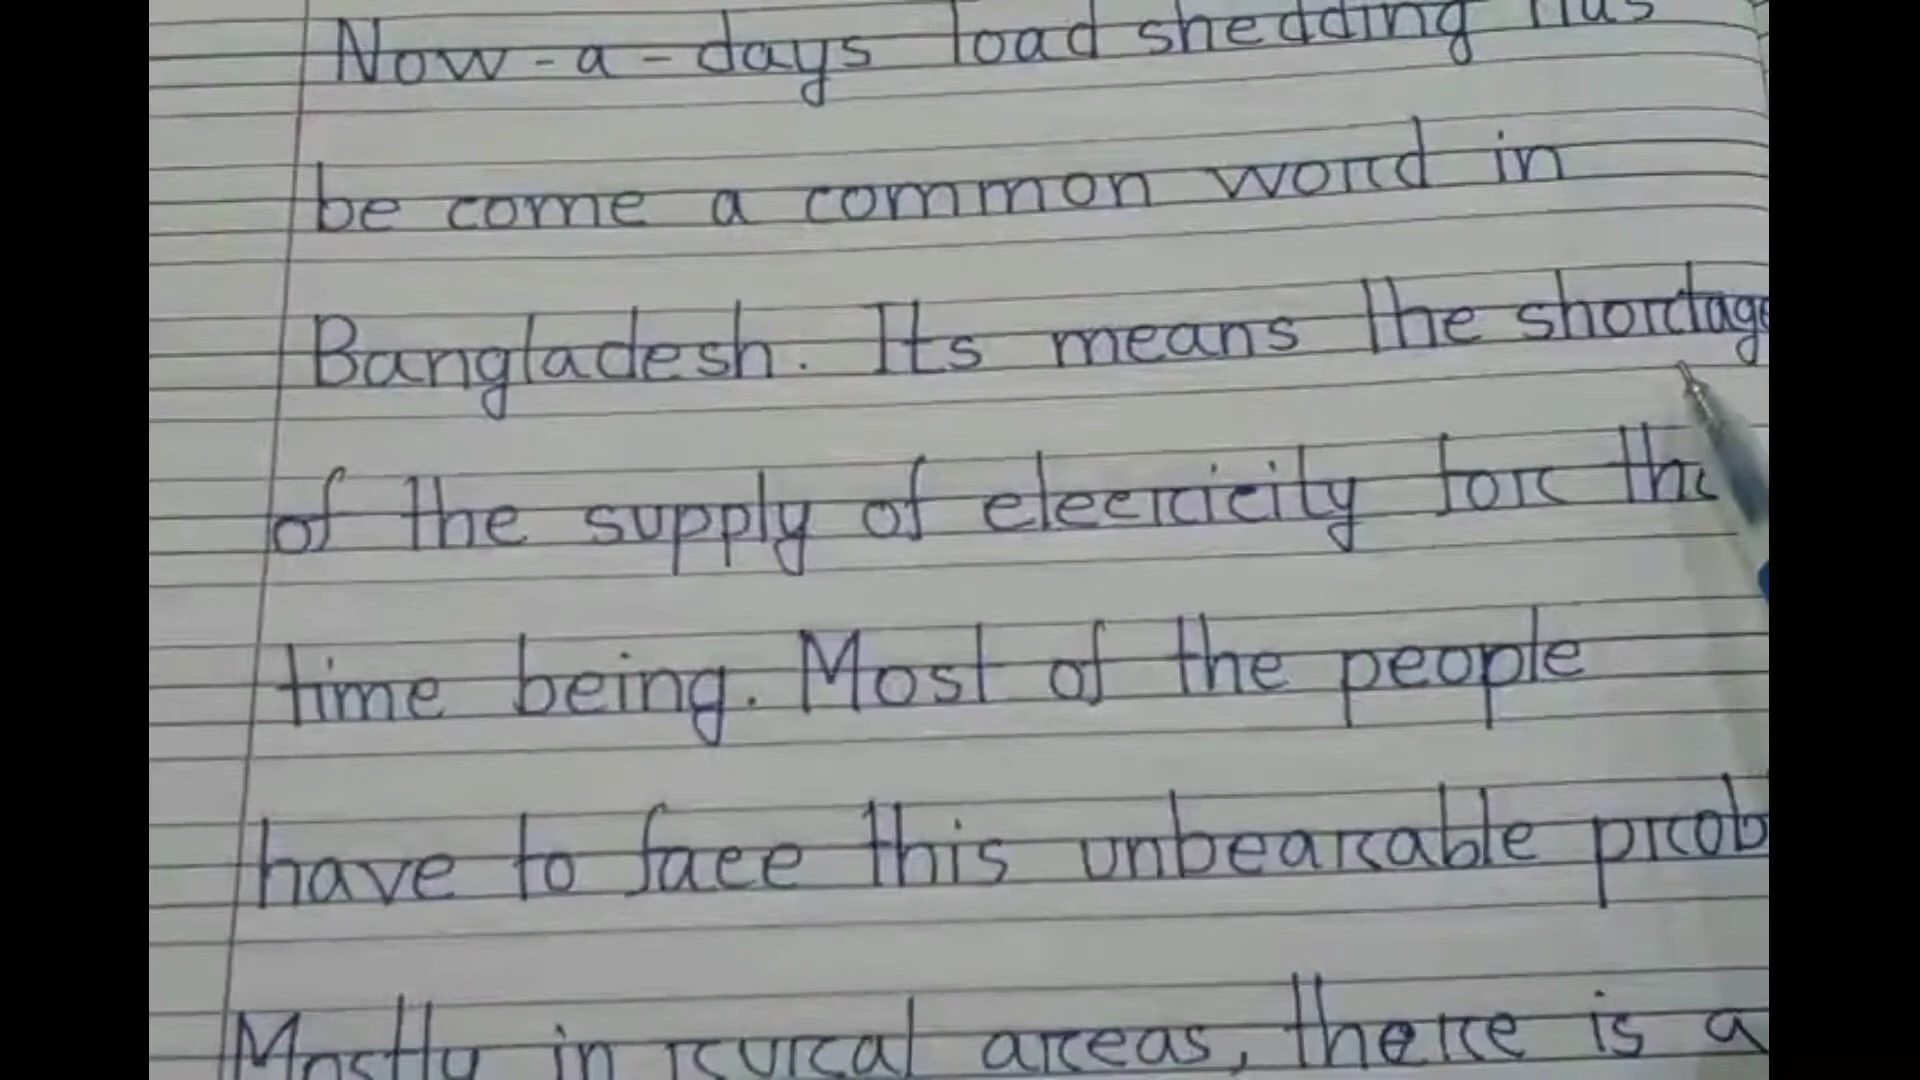 Now-a-days load shedding has
be come a common word in
Bangladesh. Its means the shortage
of the supply of elecricity for the
time being. Most of the people
have to face this unbearable prob
Mostly in rural areas, there is a